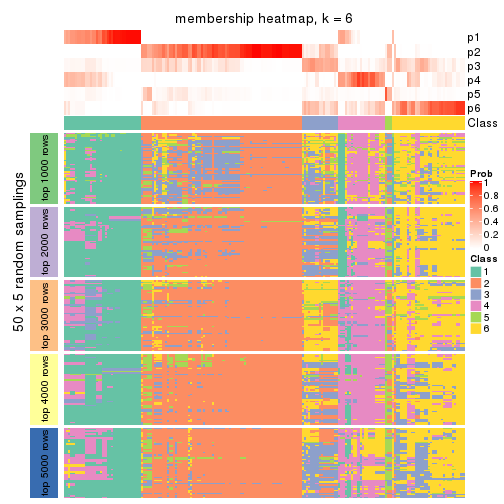 membership heatmap, k = 6
p1
p2
p3
p4
p5
p6
Class
50 x 5 random samplings
top 1000 rows
top 2000 rows
top 3000 rows
top 4000 rows
top 5000 rows
Prob
1
0.8
0.6
0.4
0.2
0
Class
1
2
3
4
5
6